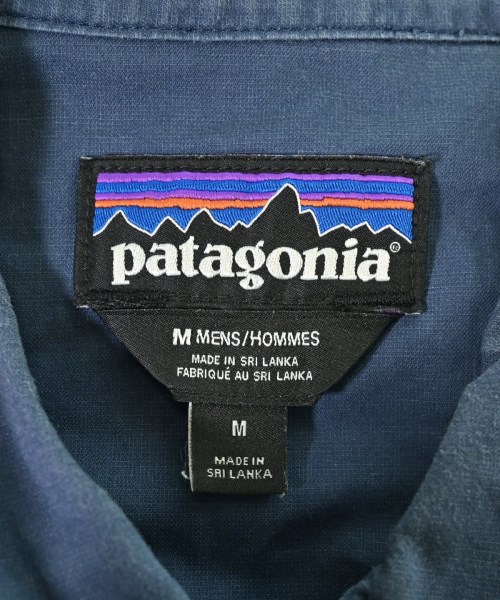 patagonia®
M MENS/HOMMES
MADE IN SRI LANKA
FABRIQUÉ AU SRI LANKA
M
MADE IN
SRI LANKA